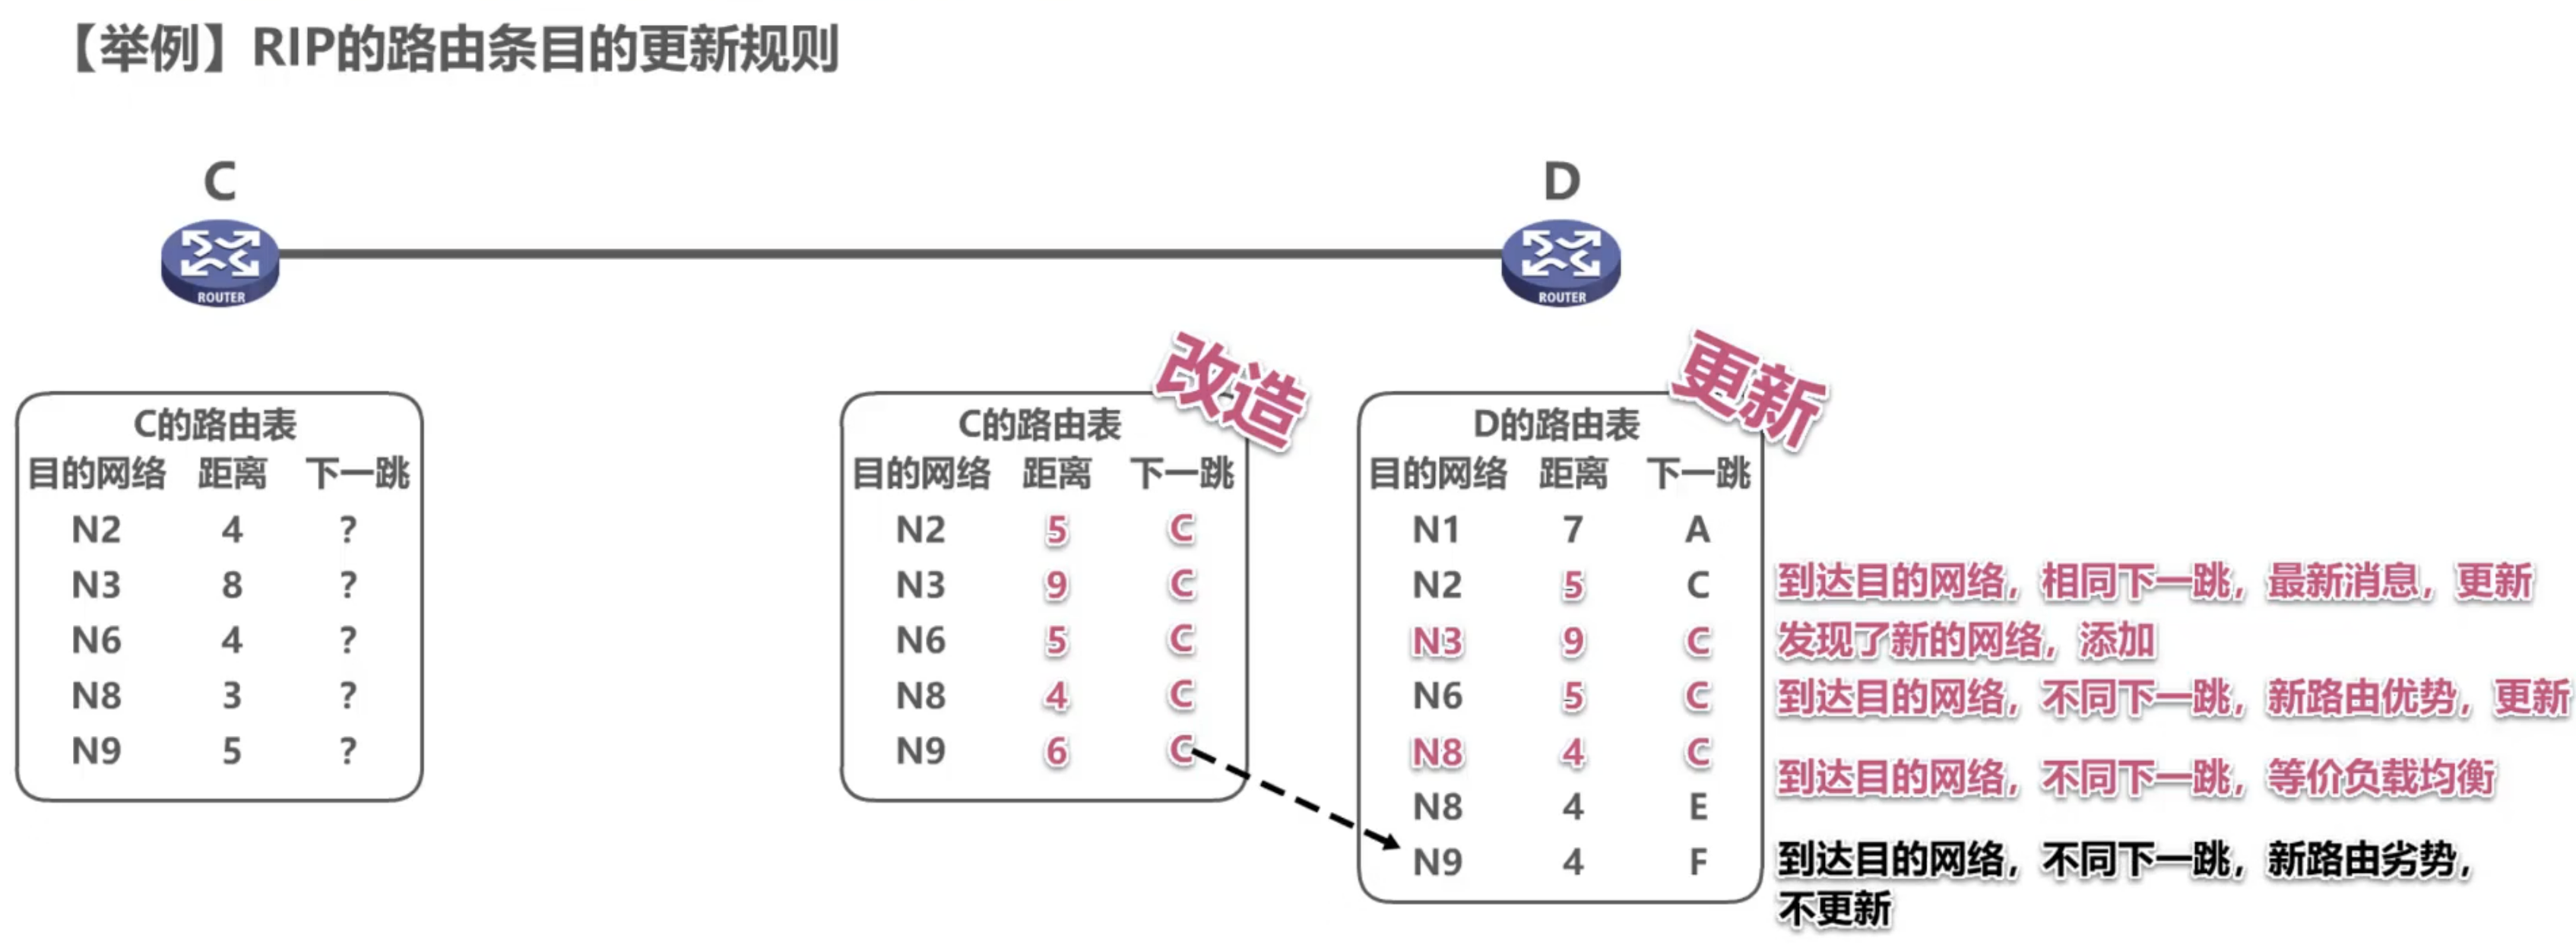 【举例】RIP的路由条目的更新规则
C
D
ROUTER
ROUTER
C的路由表
目的网络 距离 下一跳
N2 4 ?
N3 8 ?
N6 4 ?
N8 3 ?
N9 5 ?
改造
C的路由表
目的网络 距离 下一跳
N2 5 C
N3 9 C
N6 5 C
N8 4 C
N9 6 C
更新
D的路由表
目的网络 距离 下一跳
N1 7 A
N2 5 C
N3 9 C
N6 5 C
N8 4 C
N8 4 E
N9 4 F
到达目的网络，相同下一跳，最新消息，更新
发现了新的网络，添加
到达目的网络，不同下一跳，新路由优势，更新
到达目的网络，不同下一跳，等价负载均衡
到达目的网络，不同下一跳，新路由劣势，
不更新